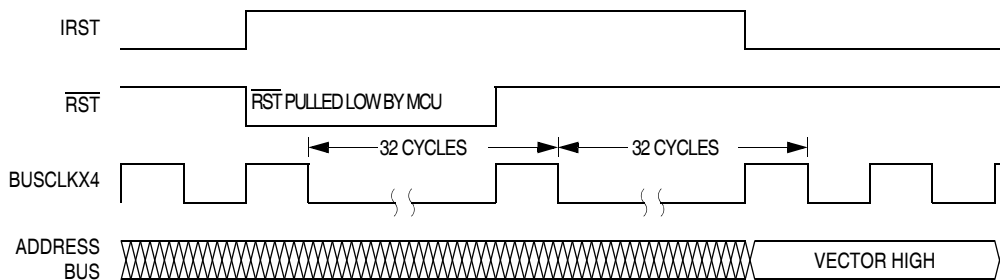 IRST
RST
RST PULLED LOW BY MCU
32 CYCLES
32 CYCLES
BUSCLKX4
ADDRESS
BUS
VECTOR HIGH